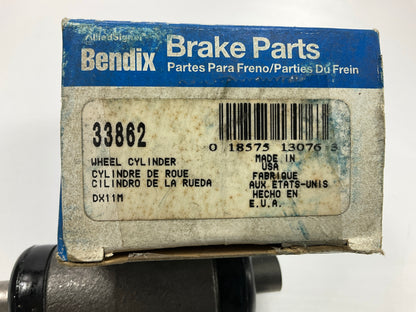 AlliedSignal
Bendix
Brake Parts
Partes Para Freno/Parties Du Frein
33862
0 18575 13076 3
WHEEL CYLINDER
CYLINDRE DE ROUE
CILINDRO DE LA RUEDA
DX11M
MADE IN
USA
FABRIQUE
AUX ETATS-UNIS
HECHO EN
E.U.A.